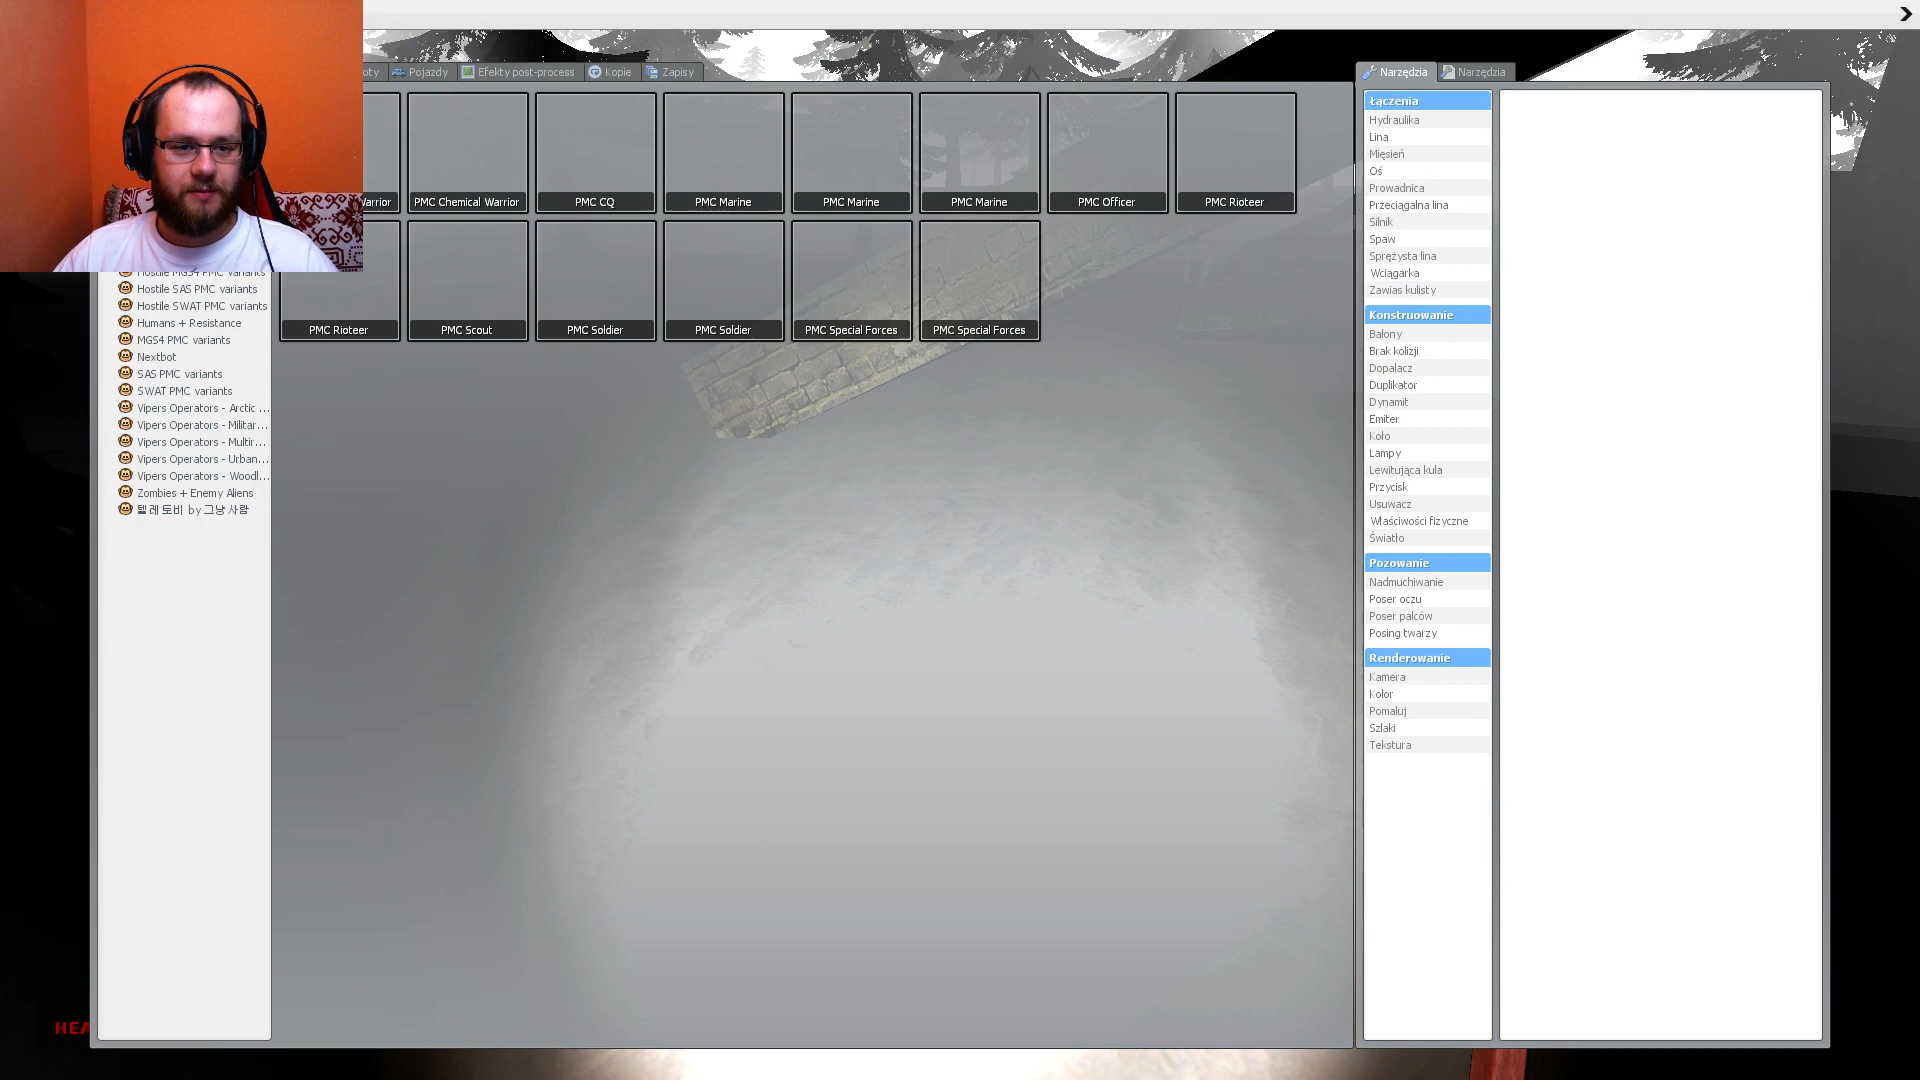 Pojazdy
Efekty post-process
Kopie
Zapisy
Narzędzia
Narzędzia
PMC Chemical Warrior
PMC CQ
PMC Marine
PMC Marine
PMC Marine
PMC Officer
PMC Rioteer
PMC Rioteer
PMC Scout
PMC Soldier
PMC Soldier
PMC Special Forces
PMC Special Forces
Hostile MGS4 PMC variants
Hostile SAS PMC variants
Hostile SWAT PMC variants
Humans + Resistance
MGS4 PMC variants
Nextbot
SAS PMC variants
SWAT PMC variants
Vipers Operators - Arctic ...
Vipers Operators - Militar...
Vipers Operators - Multir...
Vipers Operators - Urban...
Vipers Operators - Woodl...
Zombies + Enemy Aliens
텔레토비 by 그냥 사람
Łączenia
Hydraulika
Lina
Mięsień
Oś
Prowadnica
Przeciągalna lina
Silnik
Spaw
Sprężysta lina
Wciągarka
Zawias kulisty
Konstruowanie
Balony
Brak kolizji
Dopalacz
Duplikator
Dynamit
Emiter
Koło
Lampy
Lewitująca kula
Przycisk
Usuwacz
Właściwości fizyczne
Światło
Pozowanie
Nadmuchiwanie
Poser oczu
Poser palców
Posing twarzy
Renderowanie
Kamera
Kolor
Pomaluj
Szlaki
Tekstura